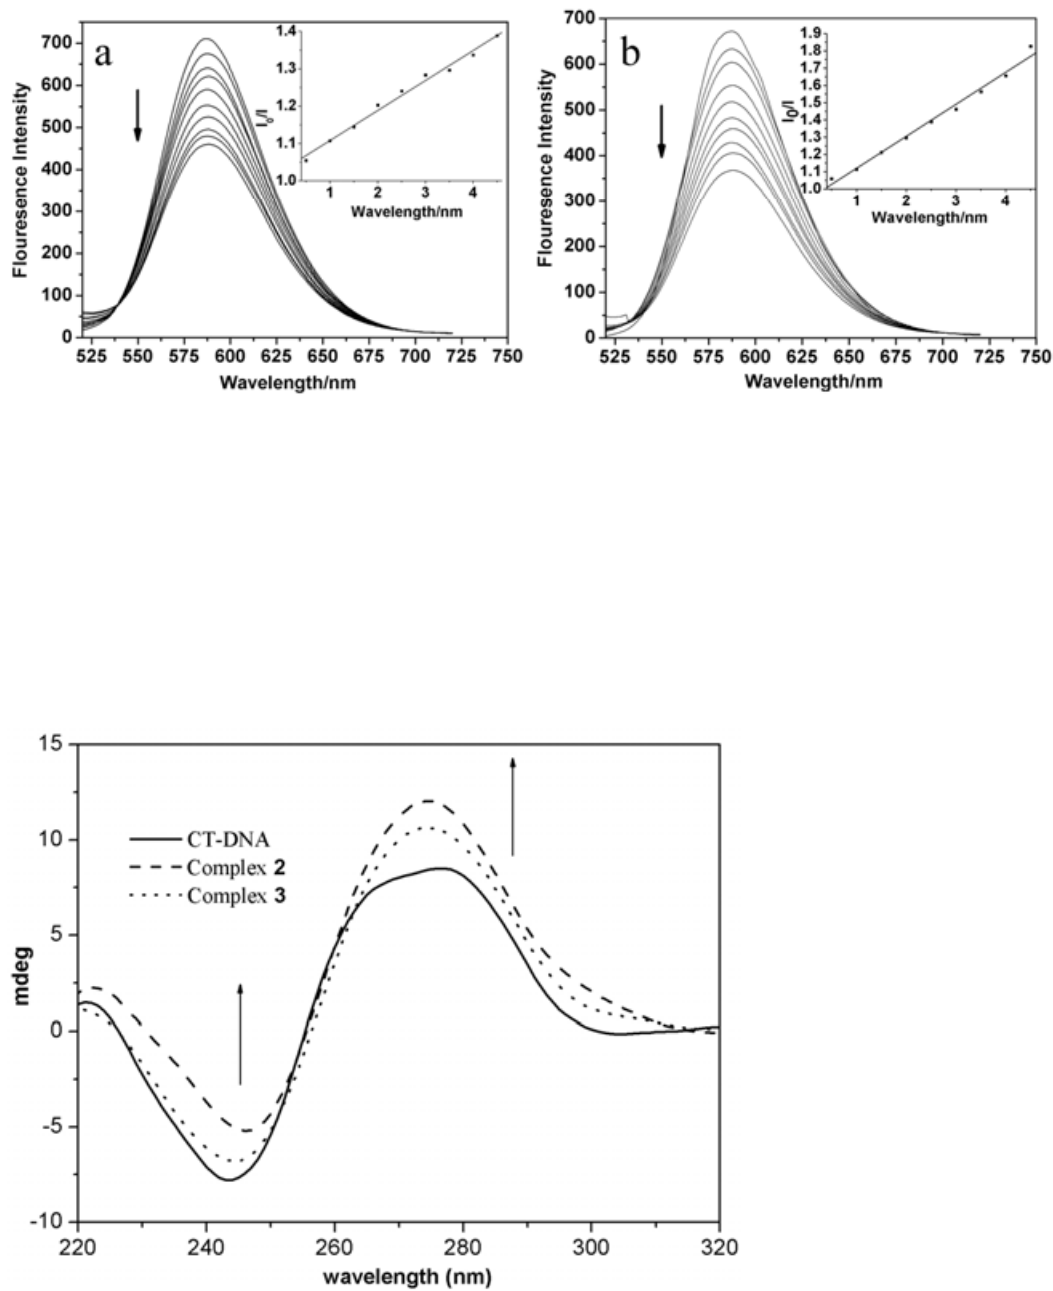 a
Flouresence Intensity
700
600
500
400
300
200
100
0
525 550 575 600 625 650 675 700 725 750
Wavelength/nm
I0/I
1.4
1.3
1.2
1.1
1.0
1 2 3 4
Wavelength/nm
b
Flouresence Intensity
700
600
500
400
300
200
100
0
525 550 575 600 625 650 675 700 725 750
Wavelength/nm
I0/I
1.9
1.8
1.7
1.6
1.5
1.4
1.3
1.2
1.1
1.0
1 2 3 4
Wavelength/nm
mdeg
15
10
5
0
-5
-10
CT-DNA
Complex 2
Complex 3
220 240 260 280 300 320
wavelength (nm)